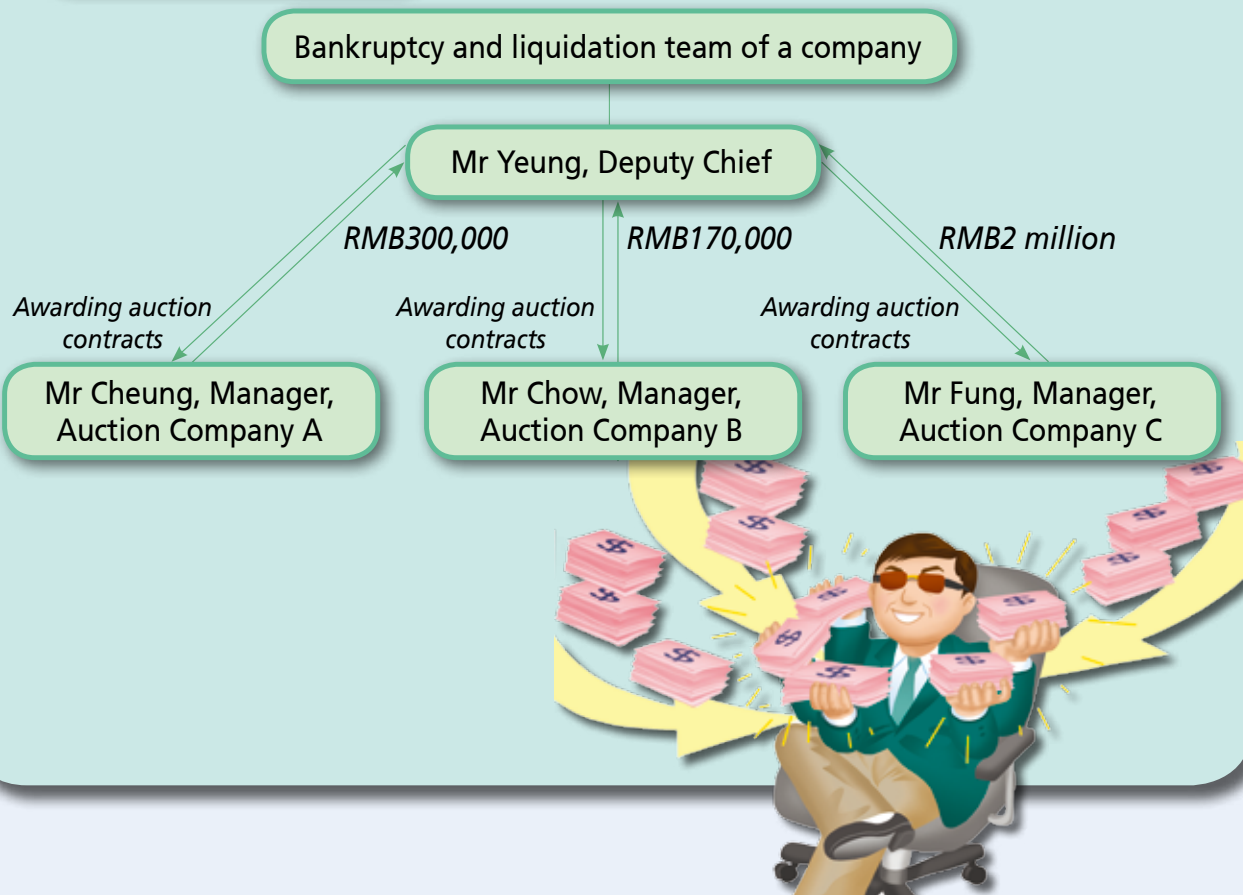 Bankruptcy and liquidation team of a company
Mr Yeung, Deputy Chief
RMB300,000
RMB170,000
RMB2 million
Awarding auction
contracts
Awarding auction
contracts
Awarding auction
contracts
Mr Cheung, Manager,
Auction Company A
Mr Chow, Manager,
Auction Company B
Mr Fung, Manager,
Auction Company C
$
$
$
$
$
$
$
$
$
$
$
$
$